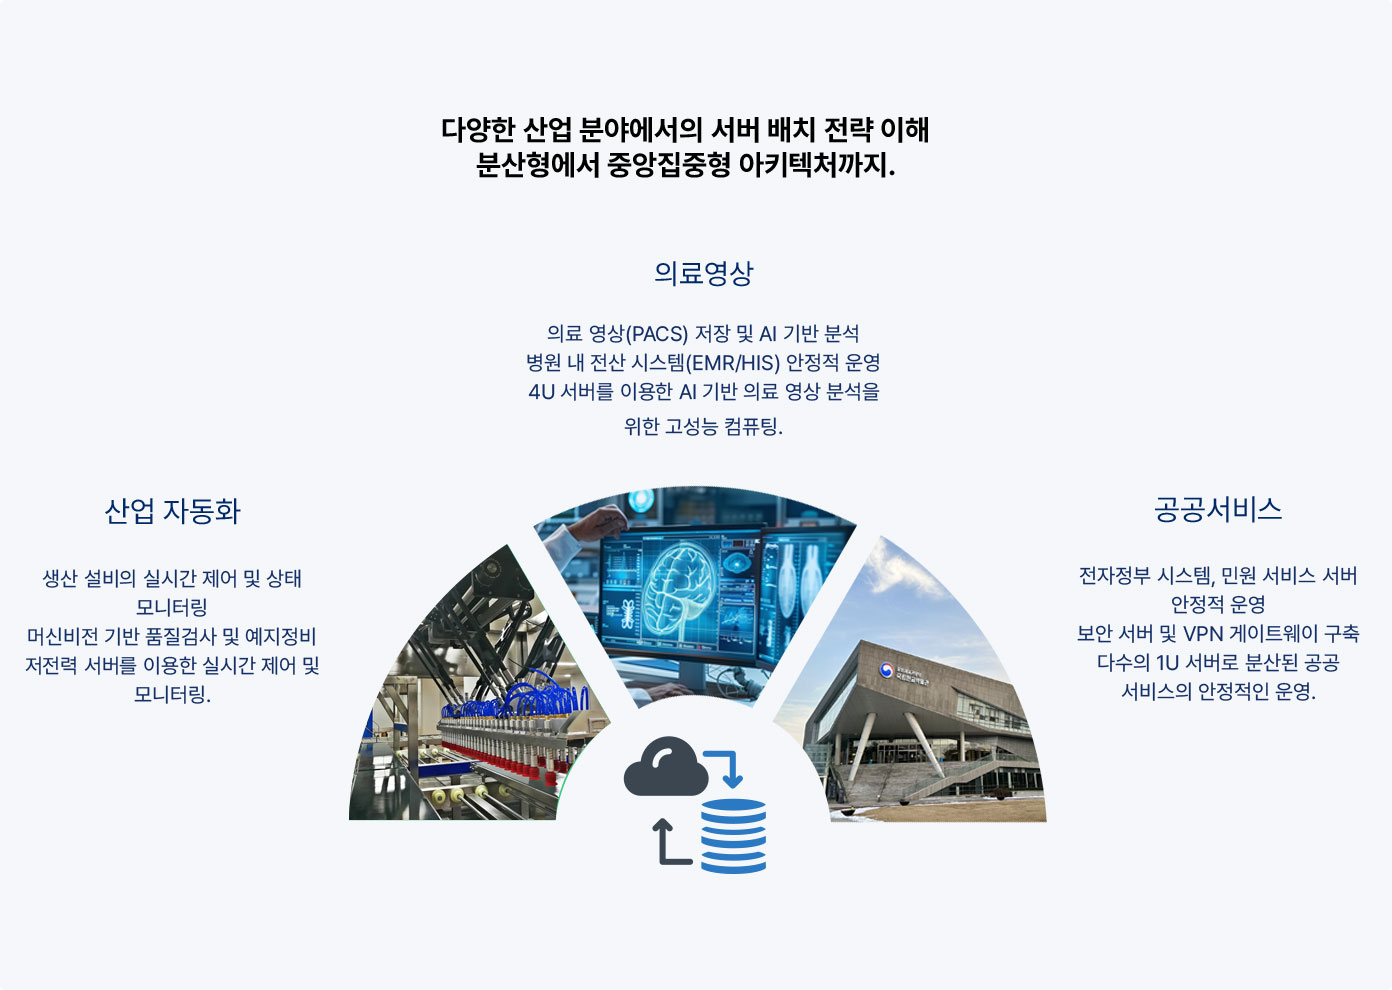 다양한 산업 분야에서의 서버 배치 전략 이해
분산형에서 중앙집중형 아키텍처까지.
의료영상
의료 영상(PACS) 저장 및 AI 기반 분석
병원 내 전산 시스템(EMR/HIS) 안정적 운영
4U 서버를 이용한 AI 기반 의료 영상 분석을
위한 고성능 컴퓨팅.
산업 자동화
생산 설비의 실시간 제어 및 상태
모니터링
머신비전 기반 품질검사 및 예지정비
저전력 서버를 이용한 실시간 제어 및
모니터링.
공공서비스
전자정부 시스템, 민원 서비스 서버
안정적 운영
보안 서버 및 VPN 게이트웨이 구축
다수의 1U 서버로 분산된 공공
서비스의 안정적인 운영.